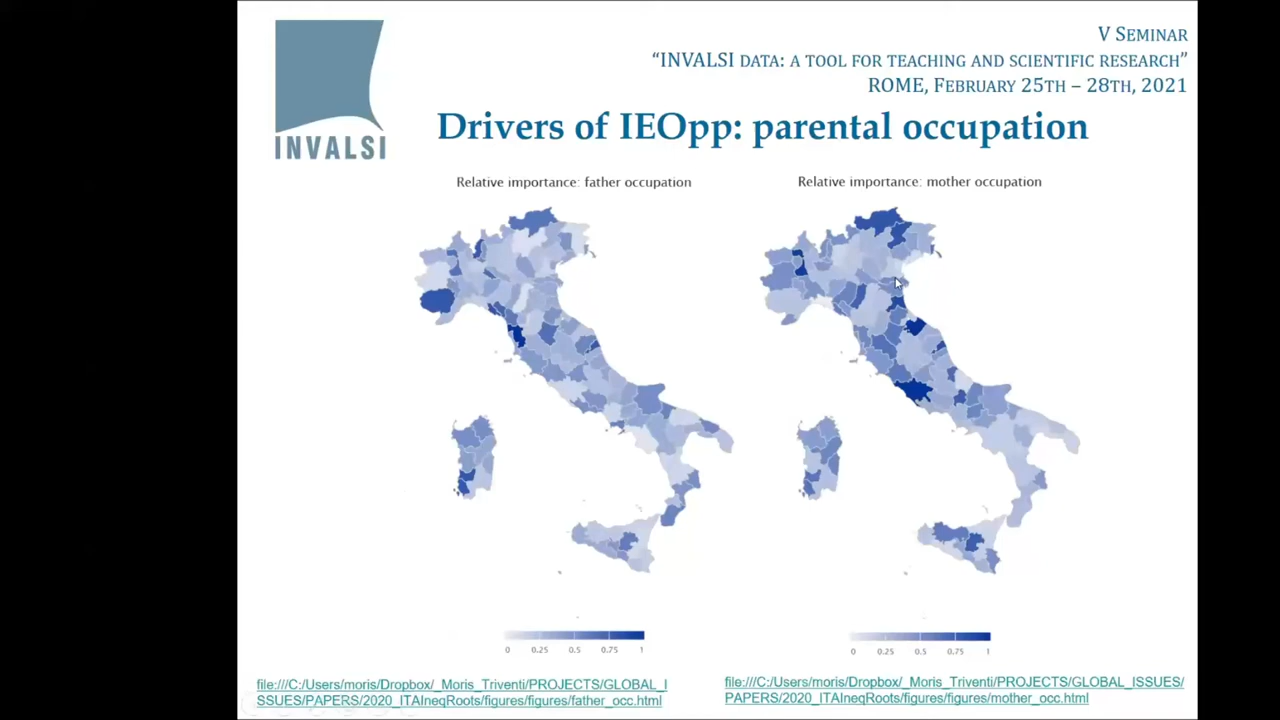 INVALSI
V SEMINAR
“INVALSI DATA: A TOOL FOR TEACHING AND SCIENTIFIC RESEARCH”
ROME, FEBRUARY 25TH – 28TH, 2021
Drivers of IEOpp: parental occupation
Relative importance: father occupation
Relative importance: mother occupation
0 0.25 0.5 0.75 1
0 0.25 0.5 0.75 1
file:///C:/Users/moris/Dropbox/_Moris_Triventi/PROJECTS/GLOBAL_I
SSUES/PAPERS/2020_ITAIneqRoots/figures/figures/father_occ.html
file:///C:/Users/moris/Dropbox/_Moris_Triventi/PROJECTS/GLOBAL_ISSUES/
PAPERS/2020_ITAIneqRoots/figures/figures/mother_occ.html